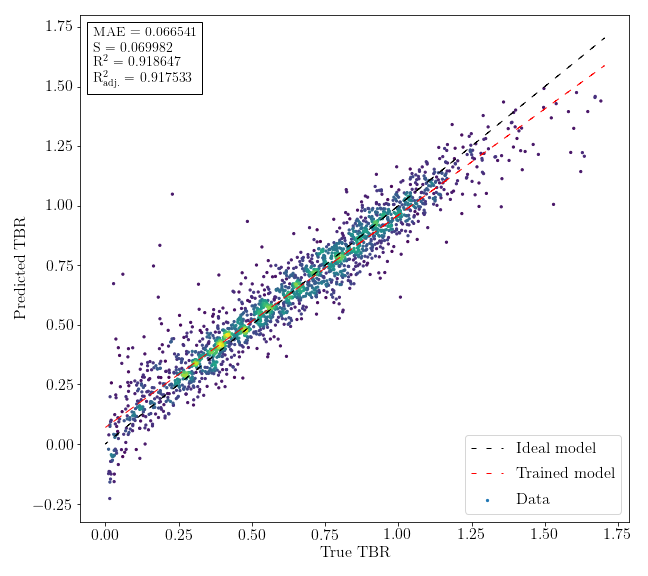 MAE = 0.066541
S = 0.069982
R² = 0.918647
R²adj. = 0.917533
1.75
1.50
1.25
1.00
0.75
0.50
0.25
0.00
−0.25
Predicted TBR
Ideal model
Trained model
Data
0.00 0.25 0.50 0.75 1.00 1.25 1.50 1.75
True TBR